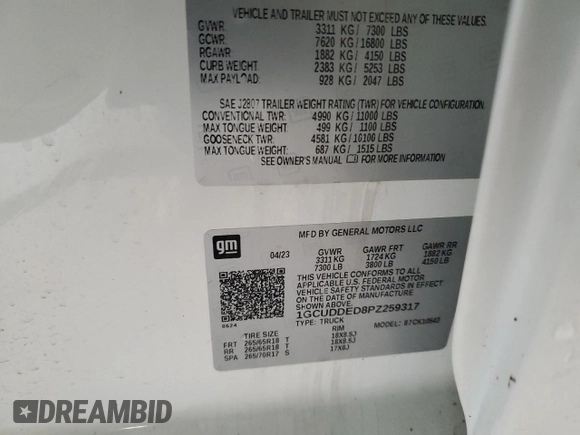 VEHICLE AND TRAILER MUST NOT EXCEED ANY OF THE FOLLOWING
GVWR: 3311 KG / 7300 LBS
GCWR: 7620 KG / 16800 LBS
RGAWR: 1882 KG / 4150 LBS
CURB WEIGHT: 2383 KG / 5253 LBS
MAX PAYLOAD: 928 KG / 2047 LBS
SAE J2807 TRAILER WEIGHT RATING (TWR) FOR VEHICLE CONFIGURATION.
CONVENTIONAL TWR: 4990 KG / 11000 LBS
MAX TONGUE WEIGHT: 499 KG / 1100 LBS
GOOSENECK TWR: 4581 KG / 10100 LBS
MAX TONGUE WEIGHT: 687 KG / 1515 LBS
SEE OWNER'S MANUAL FOR MORE INFORMATION
gm
MFD BY GENERAL MOTORS LLC
04/23 GVWR GAWR FRT GAWR RR
3311 KG 1724 KG 1882 KG
7300 LB 3800 LB 4150 LB
THIS VEHICLE CONFORMS TO ALL
APPLICABLE U.S. FEDERAL MOTOR
VEHICLE SAFETY AND THEFT PREVENTION
STANDARDS IN EFFECT ON THE DATE OF
MANUFACTURE SHOWN ABOVE.
1GCUDDED8PZ259317
TYPE: TRUCK MODEL:
0624
TIRE SIZE RIM
FRT 265/65R18 T 18X8.5J
RR 265/65R18 T 18X8.5J
SPA 265/70R17 S 17X8J
DREAMBID